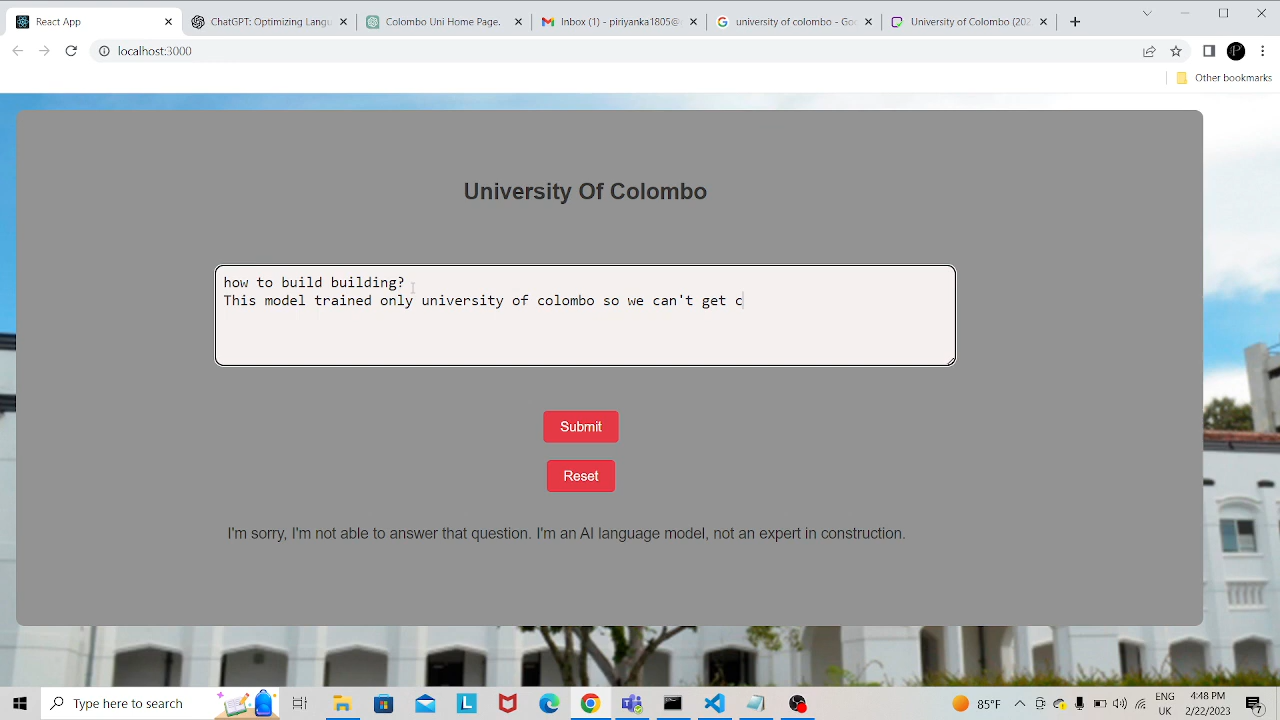 React App
ChatGPT: Optimizing Langu
Colombo Uni Home Page.
Inbox (1) - piriyanka1805@
university of colombo - Goo
University of Colombo (202
localhost:3000
Other bookmarks
University Of Colombo
how to build building?
This model trained only university of colombo so we can't get c
Submit
Reset
I'm sorry, I'm not able to answer that question. I'm an AI language model, not an expert in construction.
Type here to search
85°F
ENG
UK
4:48 PM
2/22/2023
7